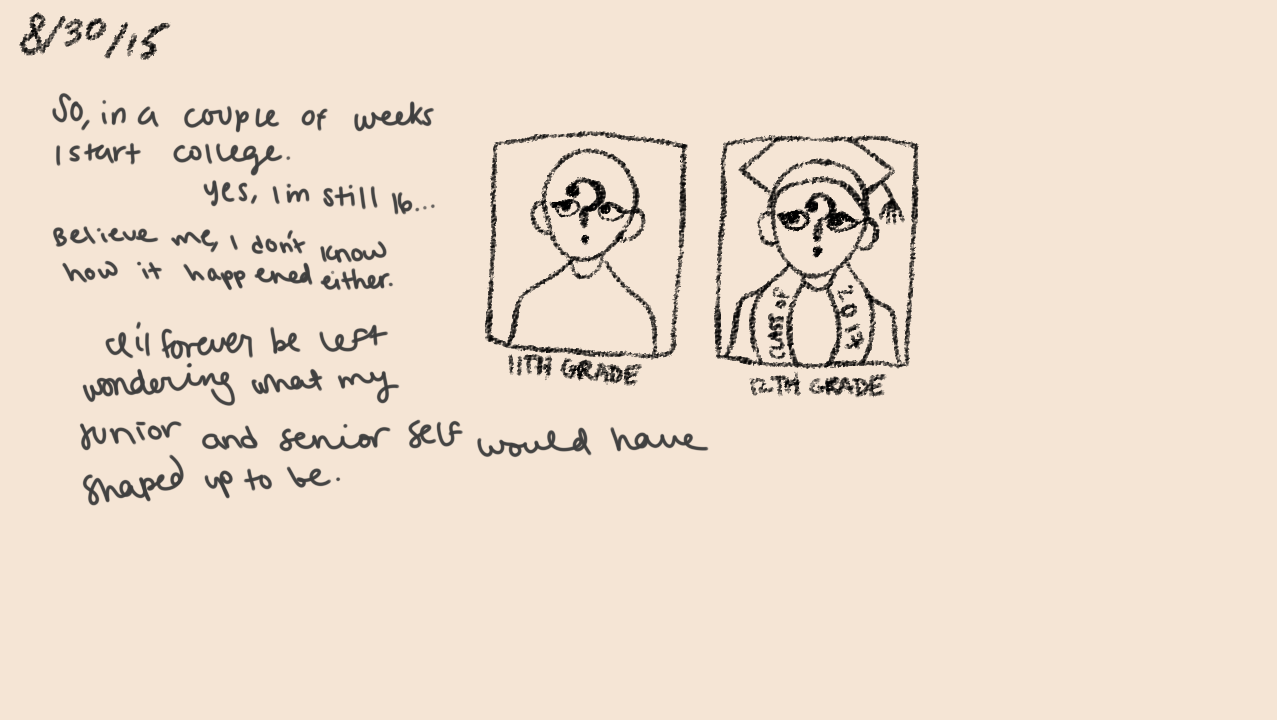 8/30/15
So, in a couple of weeks
I start college.
yes, I'm still 16...
Believe me, I don't know
how it happened either.
I'll forever be left
wondering what my
junior and senior self would have
shaped up to be.
?
11TH GRADE
?
CLASS OF
201*
12TH GRADE